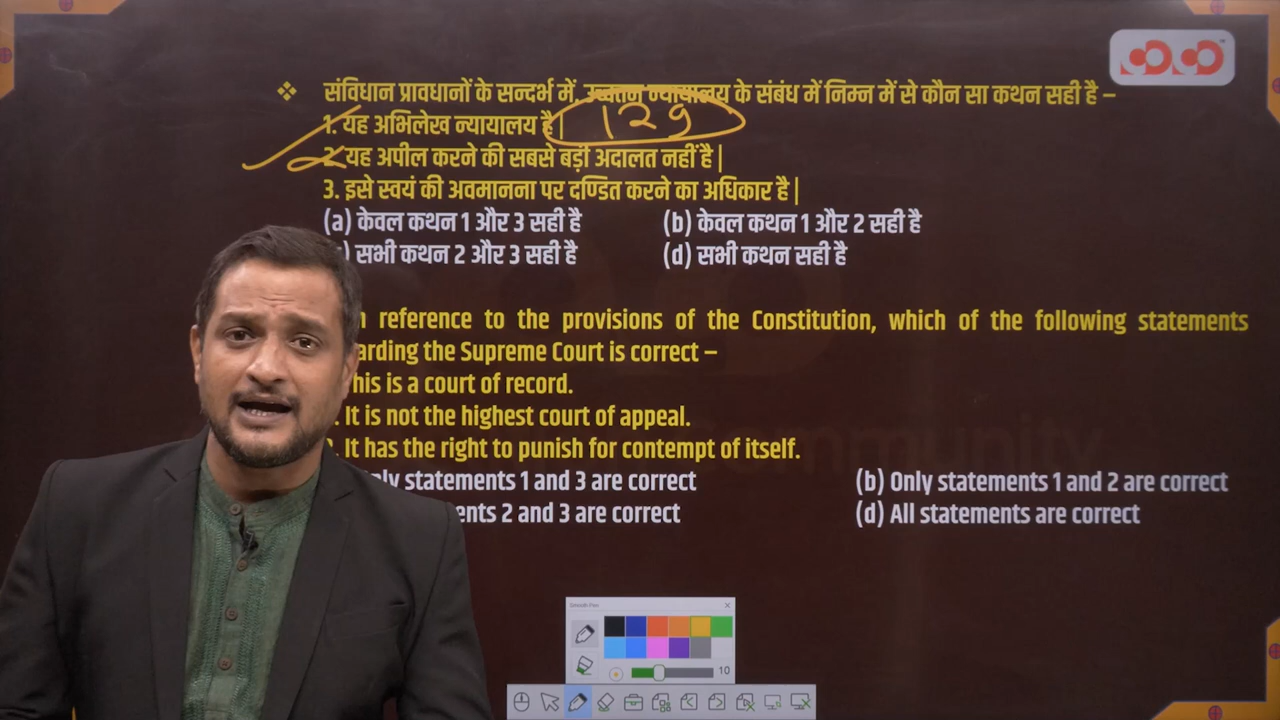 ❖ संविधान प्रावधानों के सन्दर्भ में, उच्चतम न्यायालय के संबंध में निम्न में से कौन सा कथन सही है –
1. यह अभिलेख न्यायालय है|
129
2. यह अपील करने की सबसे बड़ी अदालत नहीं है|
3. इसे स्वयं की अवमानना पर दण्डित करने का अधिकार है|
(a) केवल कथन 1 और 3 सही है (b) केवल कथन 1 और 2 सही है
) सभी कथन 2 और 3 सही है (d) सभी कथन सही है
reference to the provisions of the Constitution, which of the following statements
arding the Supreme Court is correct –
his is a court of record.
. It is not the highest court of appeal.
. It has the right to punish for contempt of itself.
ly statements 1 and 3 are correct (b) Only statements 1 and 2 are correct
ents 2 and 3 are correct (d) All statements are correct
10